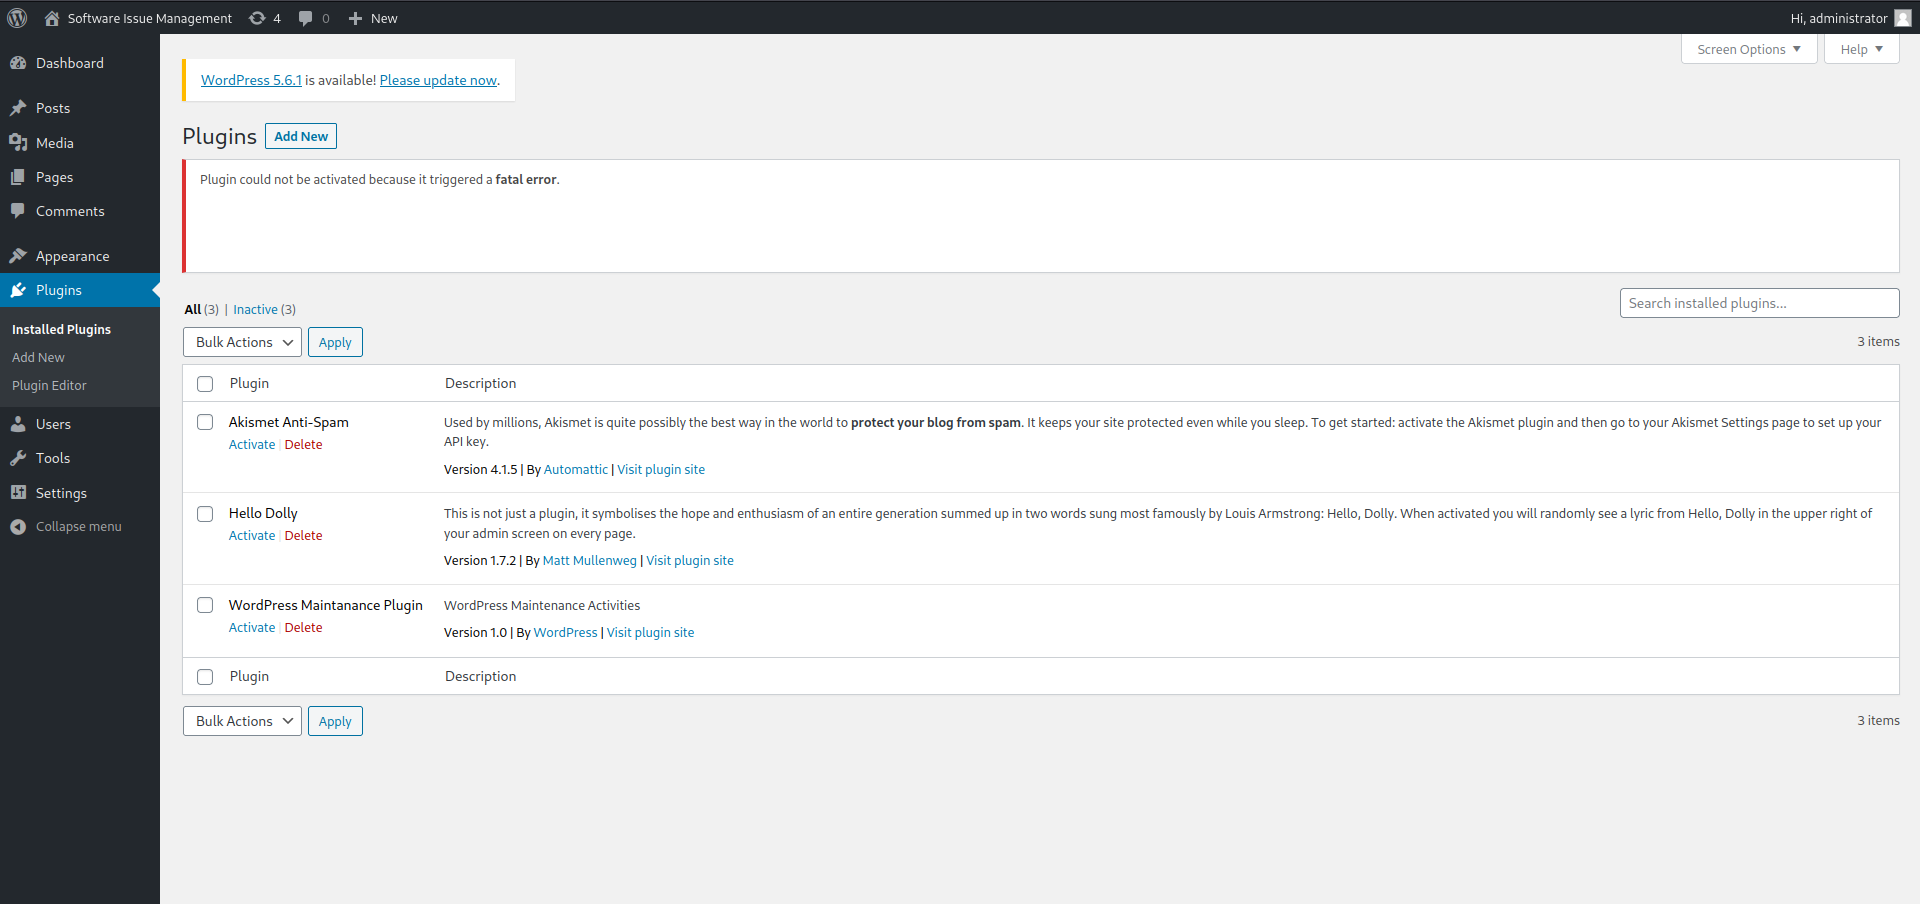 Software Issue Management 4 0 New Hi, administrator
Screen Options Help
Dashboard
Posts
Media
Pages
Comments
Appearance
Plugins
Installed Plugins
Add New
Plugin Editor
Users
Tools
Settings
Collapse menu
WordPress 5.6.1 is available! Please update now.
Plugins Add New
Plugin could not be activated because it triggered a fatal error.
All (3) | Inactive (3)
Search installed plugins...
Bulk Actions Apply
3 items
Plugin Description
Akismet Anti-Spam
Activate | Delete
Used by millions, Akismet is quite possibly the best way in the world to protect your blog from spam. It keeps your site protected even while you sleep. To get started: activate the Akismet plugin and then go to your Akismet Settings page to set up your
API key.
Version 4.1.5 | By Automattic | Visit plugin site
Hello Dolly
Activate | Delete
This is not just a plugin, it symbolises the hope and enthusiasm of an entire generation summed up in two words sung most famously by Louis Armstrong: Hello, Dolly. When activated you will randomly see a lyric from Hello, Dolly in the upper right of
your admin screen on every page.
Version 1.7.2 | By Matt Mullenweg | Visit plugin site
WordPress Maintanance Plugin
Activate | Delete
WordPress Maintenance Activities
Version 1.0 | By WordPress | Visit plugin site
Plugin Description
Bulk Actions Apply
3 items